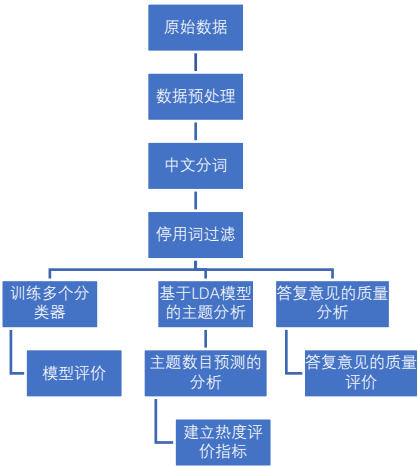 原始数据
数据预处理
中文分词
停用词过滤
训练多个分
类器
基于LDA模型
的主题分析
答复意见的质量
分析
模型评价
主题数目预测的
分析
答复意见的质量
评价
建立热度评
价指标